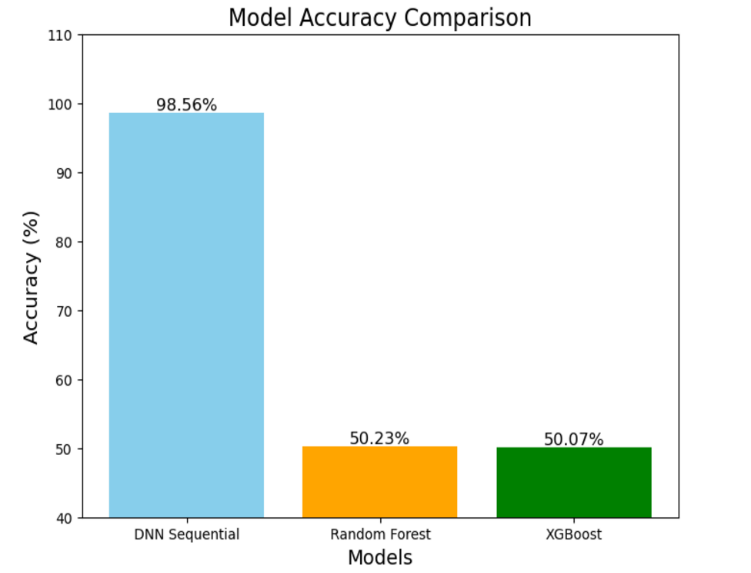 Model Accuracy Comparison
Accuracy (%)
110
100
90
80
70
60
50
40
98.56%
50.23%
50.07%
DNN Sequential
Random Forest
XGBoost
Models